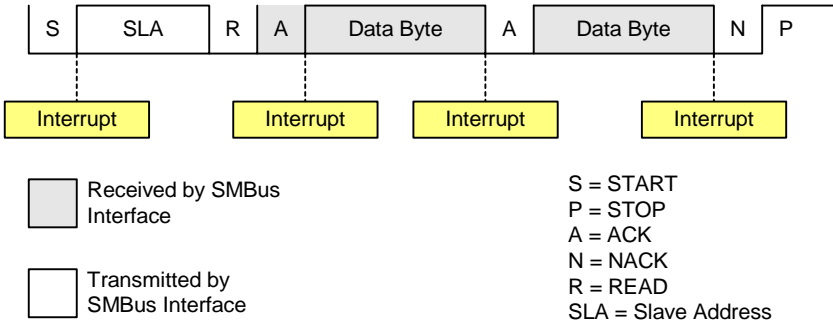 S SLA R A Data Byte A Data Byte N P
Interrupt Interrupt Interrupt Interrupt
Received by SMBus
Interface
Transmitted by
SMBus Interface
S = START
P = STOP
A = ACK
N = NACK
R = READ
SLA = Slave Address